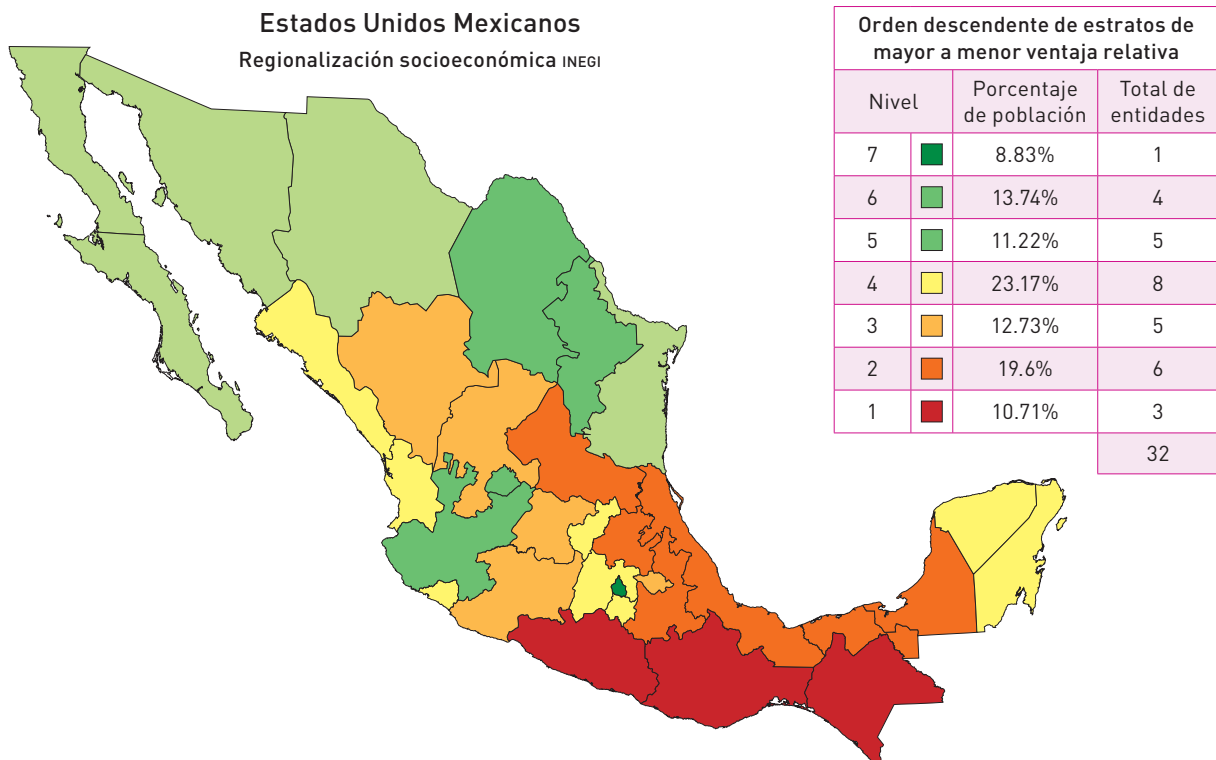 Estados Unidos Mexicanos
Regionalización socioeconómica INEGI
Orden descendente de estratos de
mayor a menor ventaja relativa
Nivel Porcentaje de población Total de entidades
7 8.83% 1
6 13.74% 4
5 11.22% 5
4 23.17% 8
3 12.73% 5
2 19.6% 6
1 10.71% 3
32